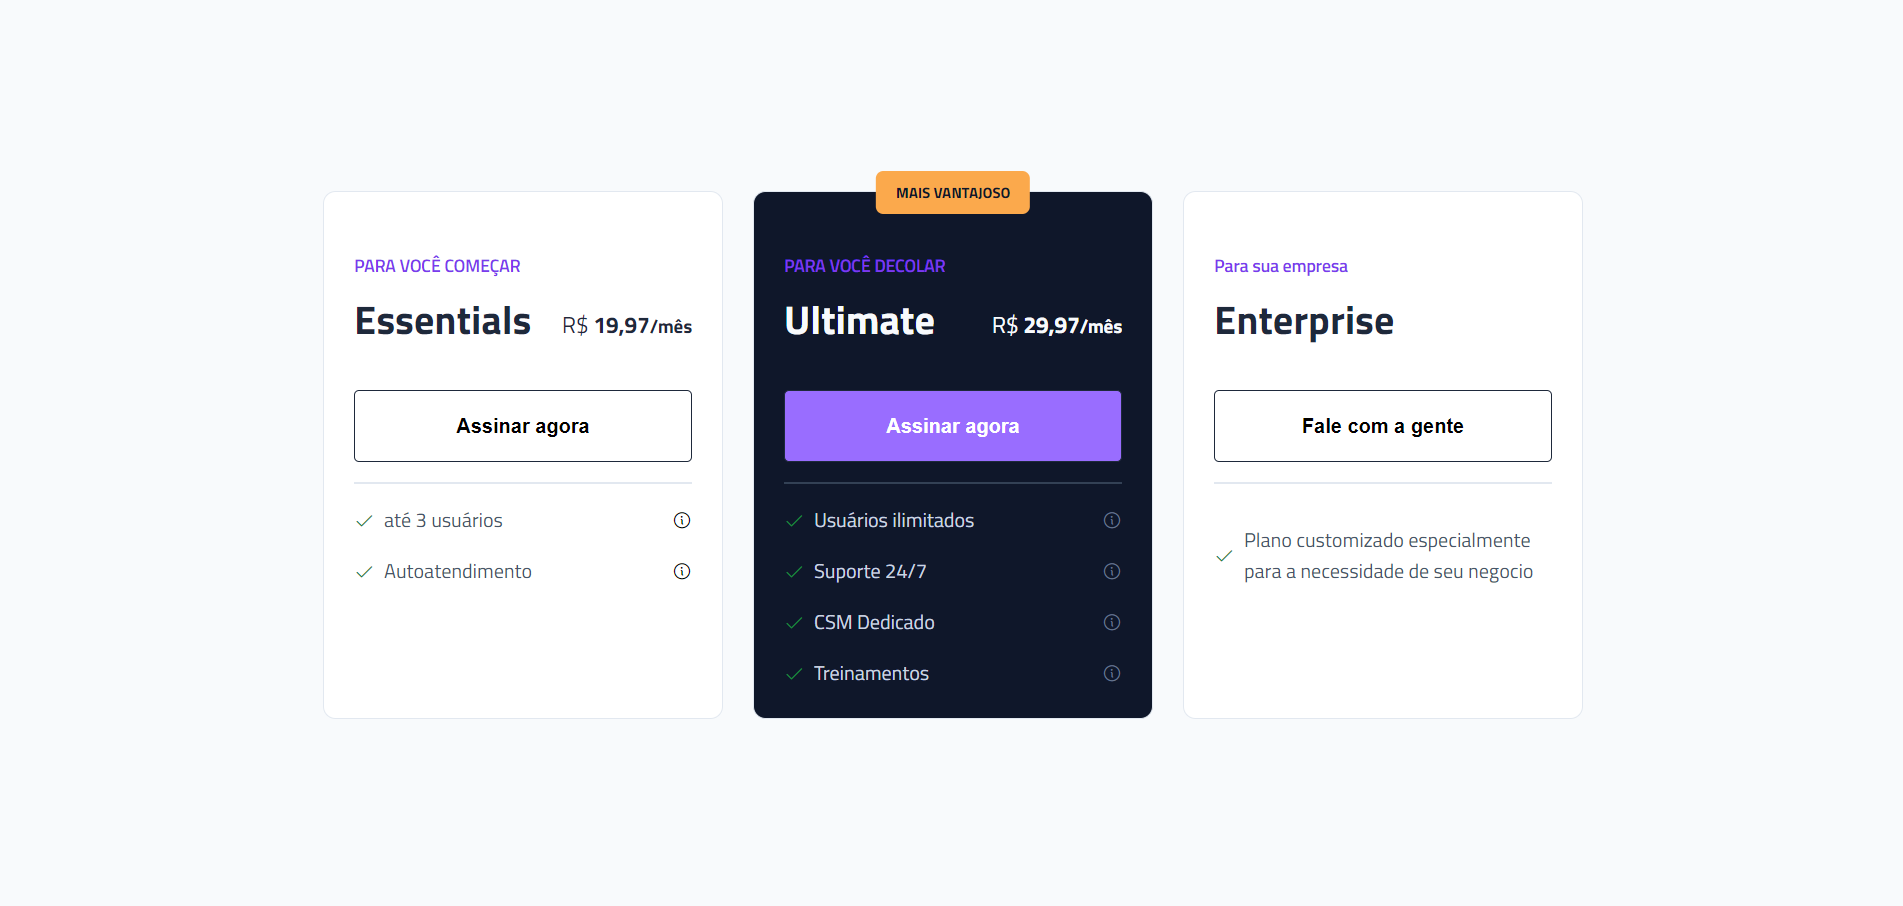 PARA VOCÊ COMEÇAR
Essentials R$ 19,97/mês
Assinar agora
até 3 usuários
Autoatendimento
MAIS VANTAJOSO
PARA VOCÊ DECOLAR
Ultimate R$ 29,97/mês
Assinar agora
Usuários ilimitados
Suporte 24/7
CSM Dedicado
Treinamentos
Para sua empresa
Enterprise
Fale com a gente
Plano customizado especialmente
para a necessidade de seu negocio